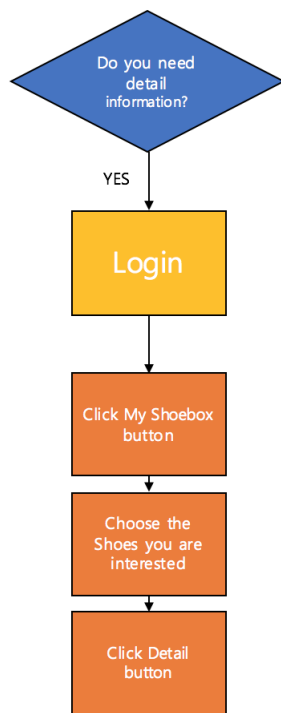 Do you need
detail
information?
YES
Login
Click My Shoebox
button
Choose the
Shoes you are
interested
Click Detail
button